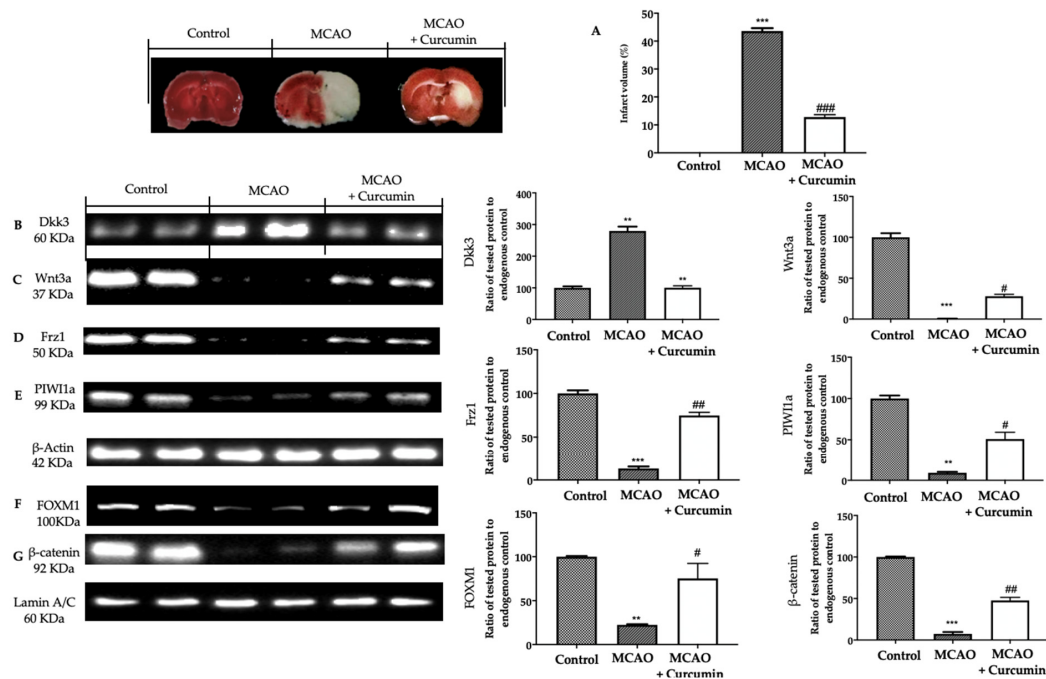 Control
MCAO
MCAO
+ Curcumin
A
Infarct volume (%)
50
40
30
20
10
0
***
###
Control
MCAO
MCAO
+ Curcumin
Control
MCAO
MCAO
+ Curcumin
B
Dkk3
60 KDa
C
Wnt3a
37 KDa
D
Frz1
50 KDa
E
PIWI1a
99 KDa
β-Actin
42 KDa
F
FOXM1
100KDa
G
β-catenin
92 KDa
Lamin A/C
60 KDa
Dkk3
Ratio of tested protein to
endogenous control
400
300
200
100
0
**
**
Control
MCAO
MCAO
+ Curcumin
Wnt3a
Ratio of tested protein to
endogenous control
150
100
50
0
***
#
Control
MCAO
MCAO
+ Curcumin
Frz1
Ratio of tested protein to
endogenous control
150
100
50
0
***
##
Control
MCAO
MCAO
+ Curcumin
PIWI1a
Ratio of tested protein to
endogenous control
150
100
50
0
**
#
Control
MCAO
MCAO
+ Curcumin
FOXM1
Ratio of tested protein to
endogenous control
150
100
50
0
**
#
Control
MCAO
MCAO
+ Curcumin
β-catenin
Ratio of tested protein to
endogenous control
150
100
50
0
***
##
Control
MCAO
MCAO
+ Curcumin